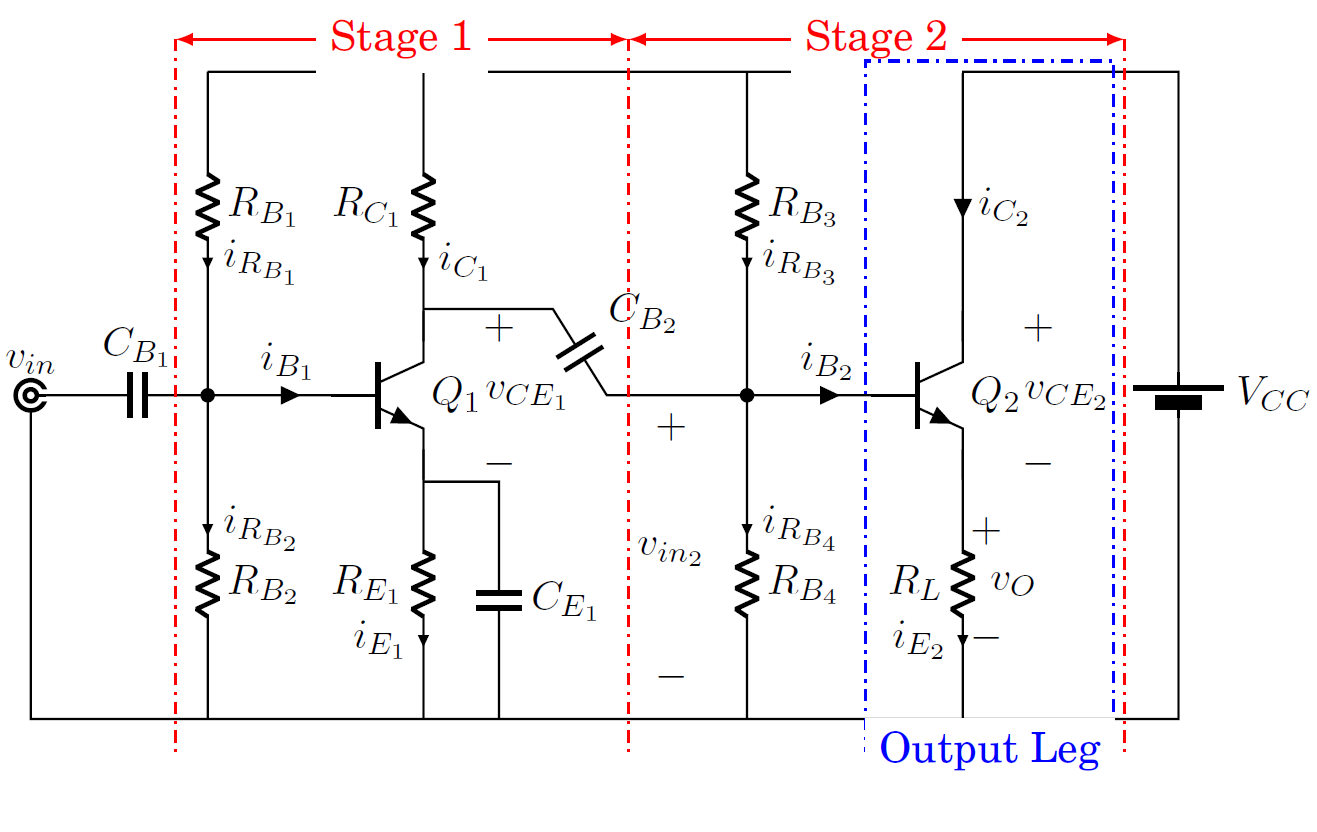 Stage 1
Stage 2
R_{B_1}
R_{C_1}
R_{B_3}
i_{C_2}
i_{R_{B_1}}
i_{C_1}
i_{R_{B_3}}
C_{B_2}
+
+
C_{B_1}
v_{in}
i_{B_1}
i_{B_2}
Q_1 v_{CE_1}
Q_2 v_{CE_2}
V_{CC}
+
−
−
i_{R_{B_2}}
i_{R_{B_4}}
+
v_{in_2}
R_{B_2}
R_{E_1}
C_{E_1}
R_{B_4}
R_L
v_O
i_{E_1}
i_{E_2}
−
−
Output Leg